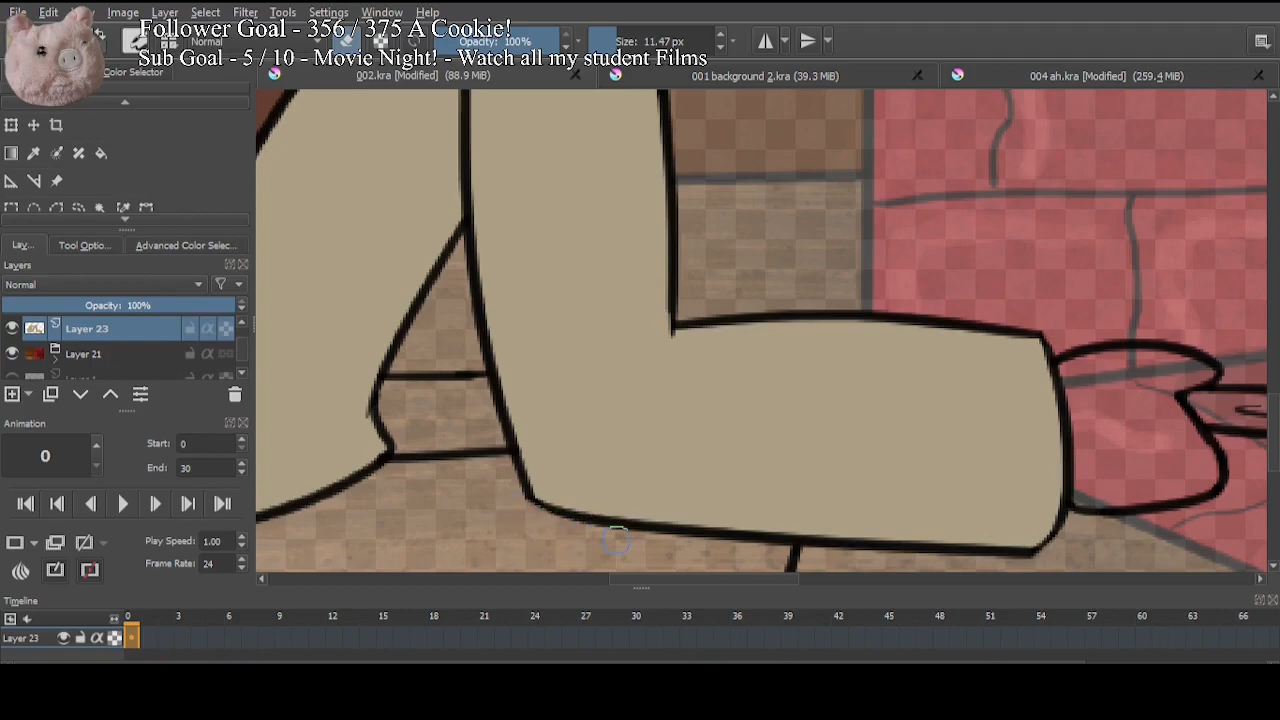 File Edit Image Layer Select Filter Tools Settings Window Help
Follower Goal - 356 / 375 A Cookie!
Normal Opacity: 100% Size: 11.47 px
Sub Goal - 5 / 10 - Movie Night! - Watch all my student Films
Color Selector
002.kra [Modified] (88.9 MiB)
001 background 2.kra (39.3 MiB)
004 ah.kra [Modified] (259.4 MiB)
Lay... Tool Optio... Advanced Color Selec...
Layers
Normal
Opacity: 100%
Layer 23
Layer 21
Animation
0
Start: 0
End: 30
Play Speed: 1.00
Frame Rate: 24
Timeline
0 3 6 9 12 15 18 21 24 27 30 33 36 39 42 45 48 51 54 57 60 63 66
Layer 23